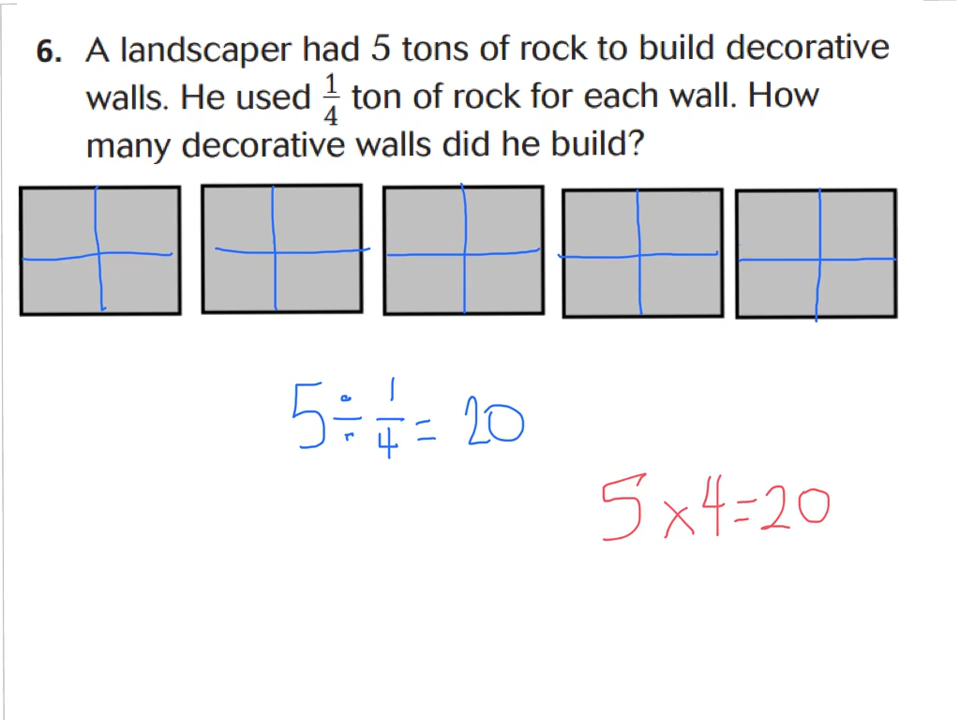 6. A landscaper had 5 tons of rock to build decorative
walls. He used 1/4 ton of rock for each wall. How
many decorative walls did he build?
5 ÷ 1/4 = 20
5 x 4 = 20